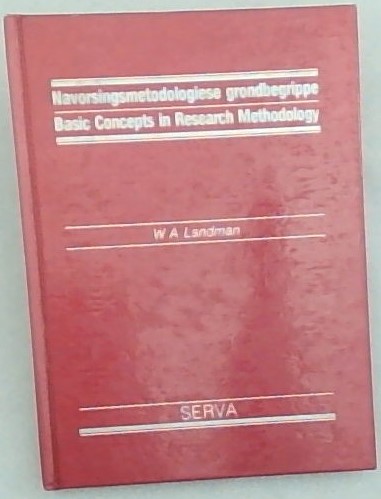 Navorsingsmetodologiese grondbegrippe
Basic Concepts in Research Methodology
W A Landman
SERVA